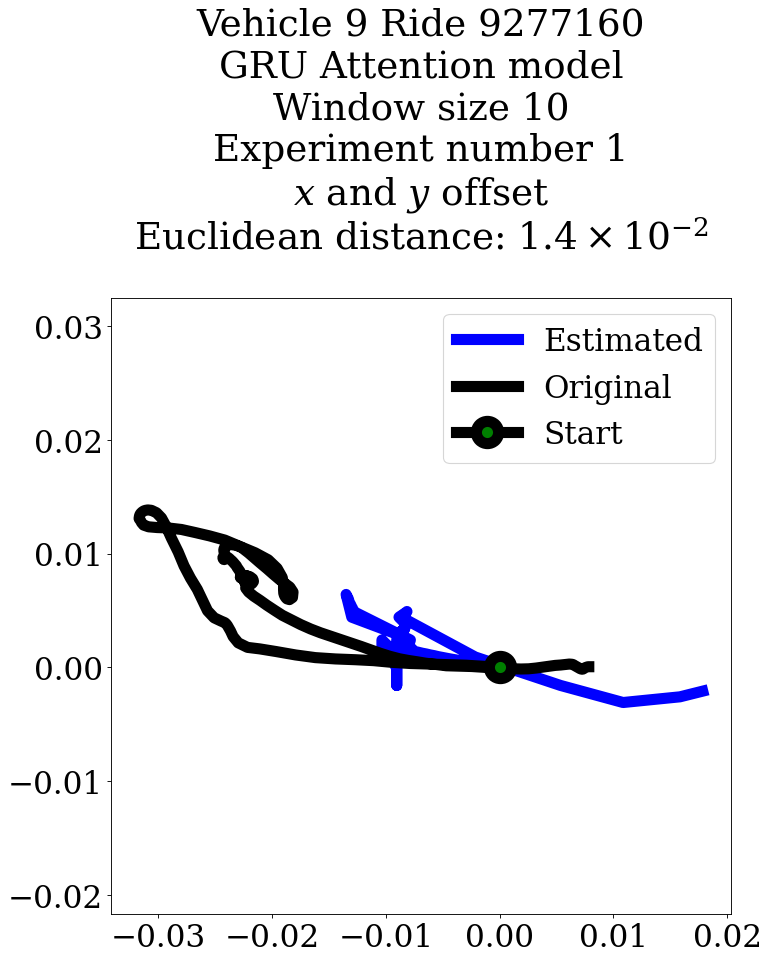 Vehicle 9 Ride 9277160
GRU Attention model
Window size 10
Experiment number 1
x and y offset
Euclidean distance: 1.4 × 10⁻²
Estimated
Original
Start
0.03
0.02
0.01
0.00
−0.01
−0.02
−0.03 −0.02 −0.01 0.00 0.01 0.02